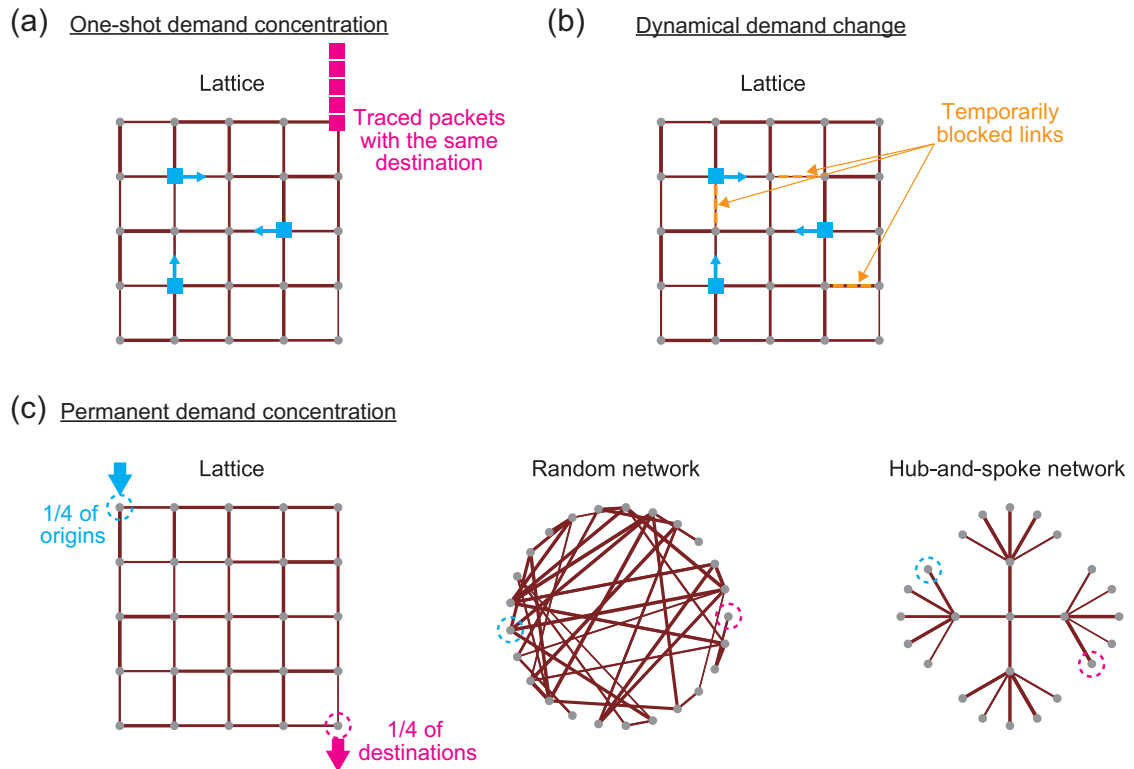 (a) One-shot demand concentration
Lattice
Traced packets
with the same
destination
(b) Dynamical demand change
Lattice
Temporarily
blocked links
(c) Permanent demand concentration
Lattice
1/4 of
origins
1/4 of
destinations
Random network
Hub-and-spoke network